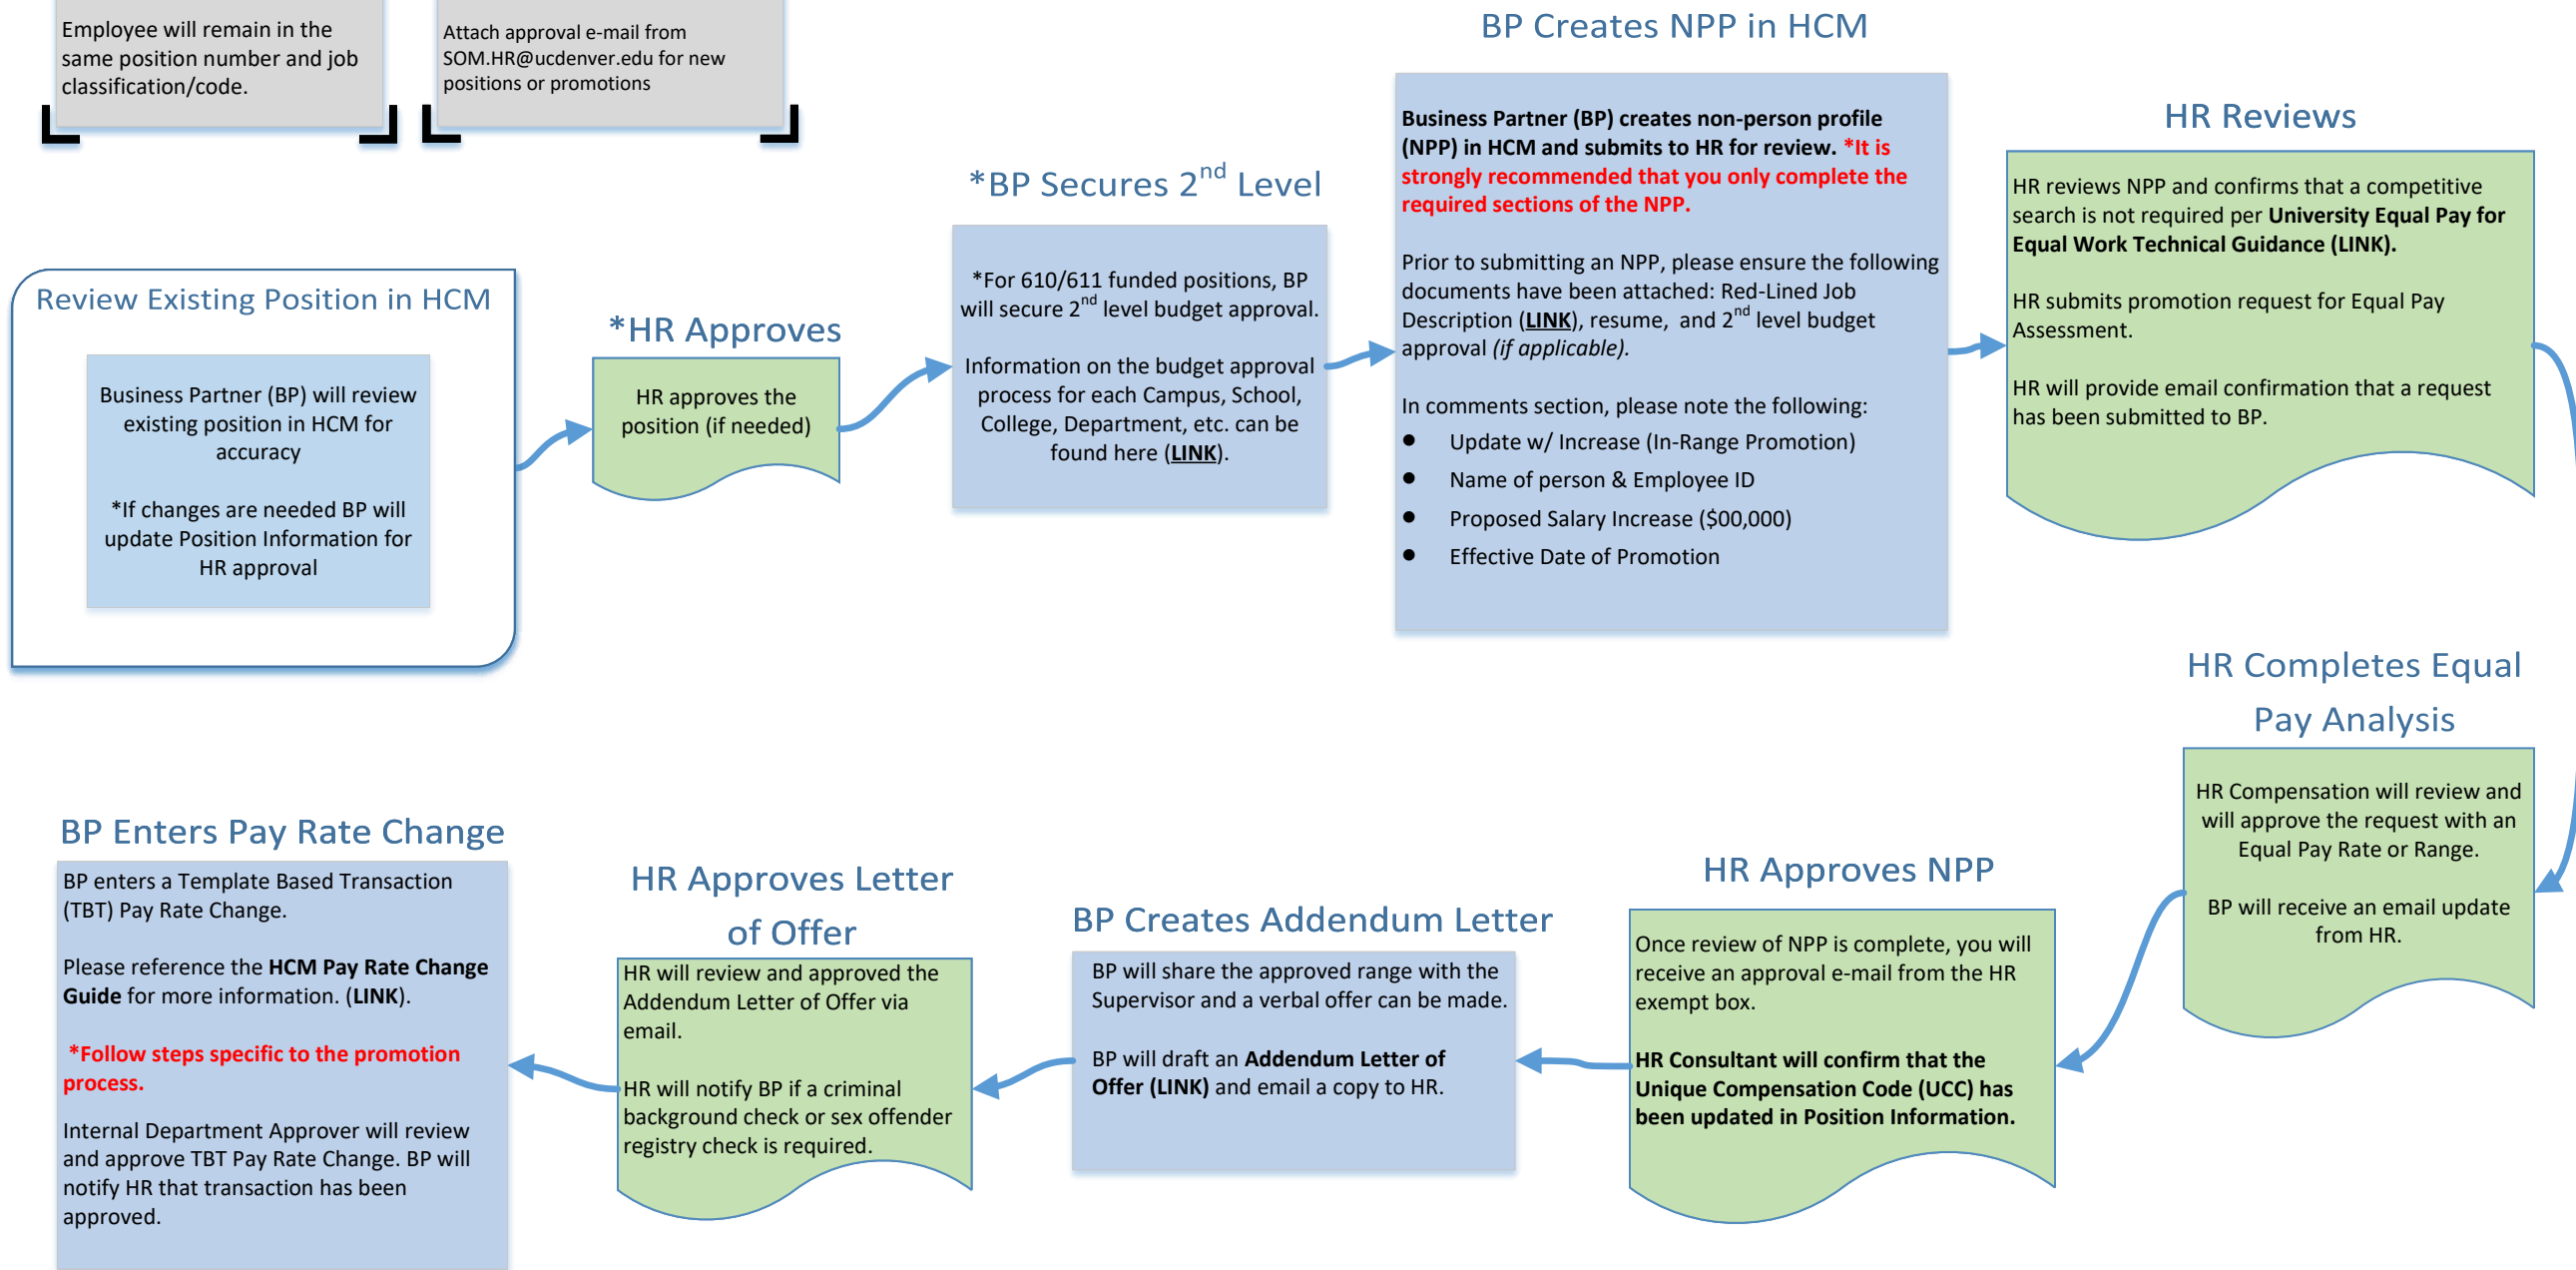 Employee will remain in the
same position number and job
classification/code.
Attach approval e-mail from
SOM.HR@ucdenver.edu for new
positions or promotions
Review Existing Position in HCM
Business Partner (BP) will review
existing position in HCM for
accuracy
*If changes are needed BP will
update Position Information for
HR approval
*HR Approves
HR approves the
position (if needed)
*BP Secures 2nd Level
*For 610/611 funded positions, BP
will secure 2nd level budget approval.
Information on the budget approval
process for each Campus, School,
College, Department, etc. can be
found here (LINK).
BP Creates NPP in HCM
Business Partner (BP) creates non-person profile
(NPP) in HCM and submits to HR for review. *It is
strongly recommended that you only complete the
required sections of the NPP.
Prior to submitting an NPP, please ensure the following
documents have been attached: Red-Lined Job
Description (LINK), resume, and 2nd level budget
approval (if applicable).
In comments section, please note the following:
● Update w/ Increase (In-Range Promotion)
● Name of person & Employee ID
● Proposed Salary Increase ($00,000)
● Effective Date of Promotion
HR Reviews
HR reviews NPP and confirms that a competitive
search is not required per University Equal Pay for
Equal Work Technical Guidance (LINK).
HR submits promotion request for Equal Pay
Assessment.
HR will provide email confirmation that a request
has been submitted to BP.
HR Completes Equal
Pay Analysis
HR Compensation will review and
will approve the request with an
Equal Pay Rate or Range.
BP will receive an email update
from HR.
HR Approves NPP
Once review of NPP is complete, you will
receive an approval e-mail from the HR
exempt box.
HR Consultant will confirm that the
Unique Compensation Code (UCC) has
been updated in Position Information.
BP Creates Addendum Letter
BP will share the approved range with the
Supervisor and a verbal offer can be made.
BP will draft an Addendum Letter of
Offer (LINK) and email a copy to HR.
HR Approves Letter
of Offer
HR will review and approved the
Addendum Letter of Offer via
email.
HR will notify BP if a criminal
background check or sex offender
registry check is required.
BP Enters Pay Rate Change
BP enters a Template Based Transaction
(TBT) Pay Rate Change.
Please reference the HCM Pay Rate Change
Guide for more information. (LINK).
*Follow steps specific to the promotion
process.
Internal Department Approver will review
and approve TBT Pay Rate Change. BP will
notify HR that transaction has been
approved.